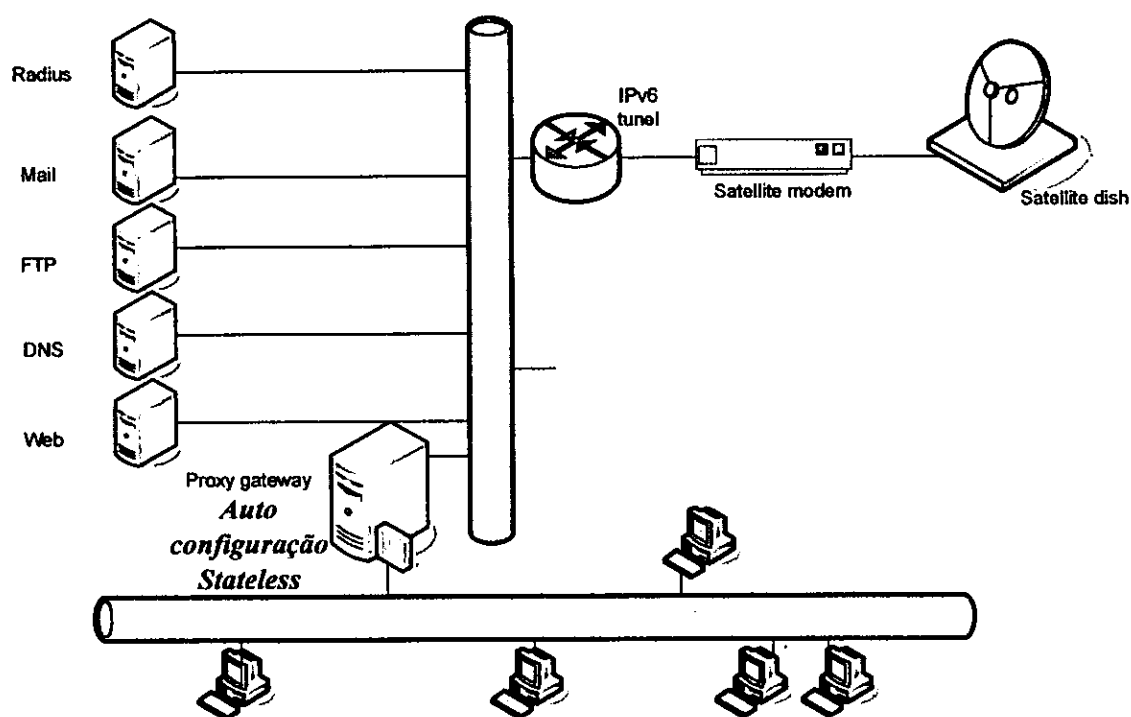 Radius
IPv6
tunel
Mail
Satellite modem
Satellite dish
FTP
DNS
Web
Proxy gateway
Auto
configuração
Stateless